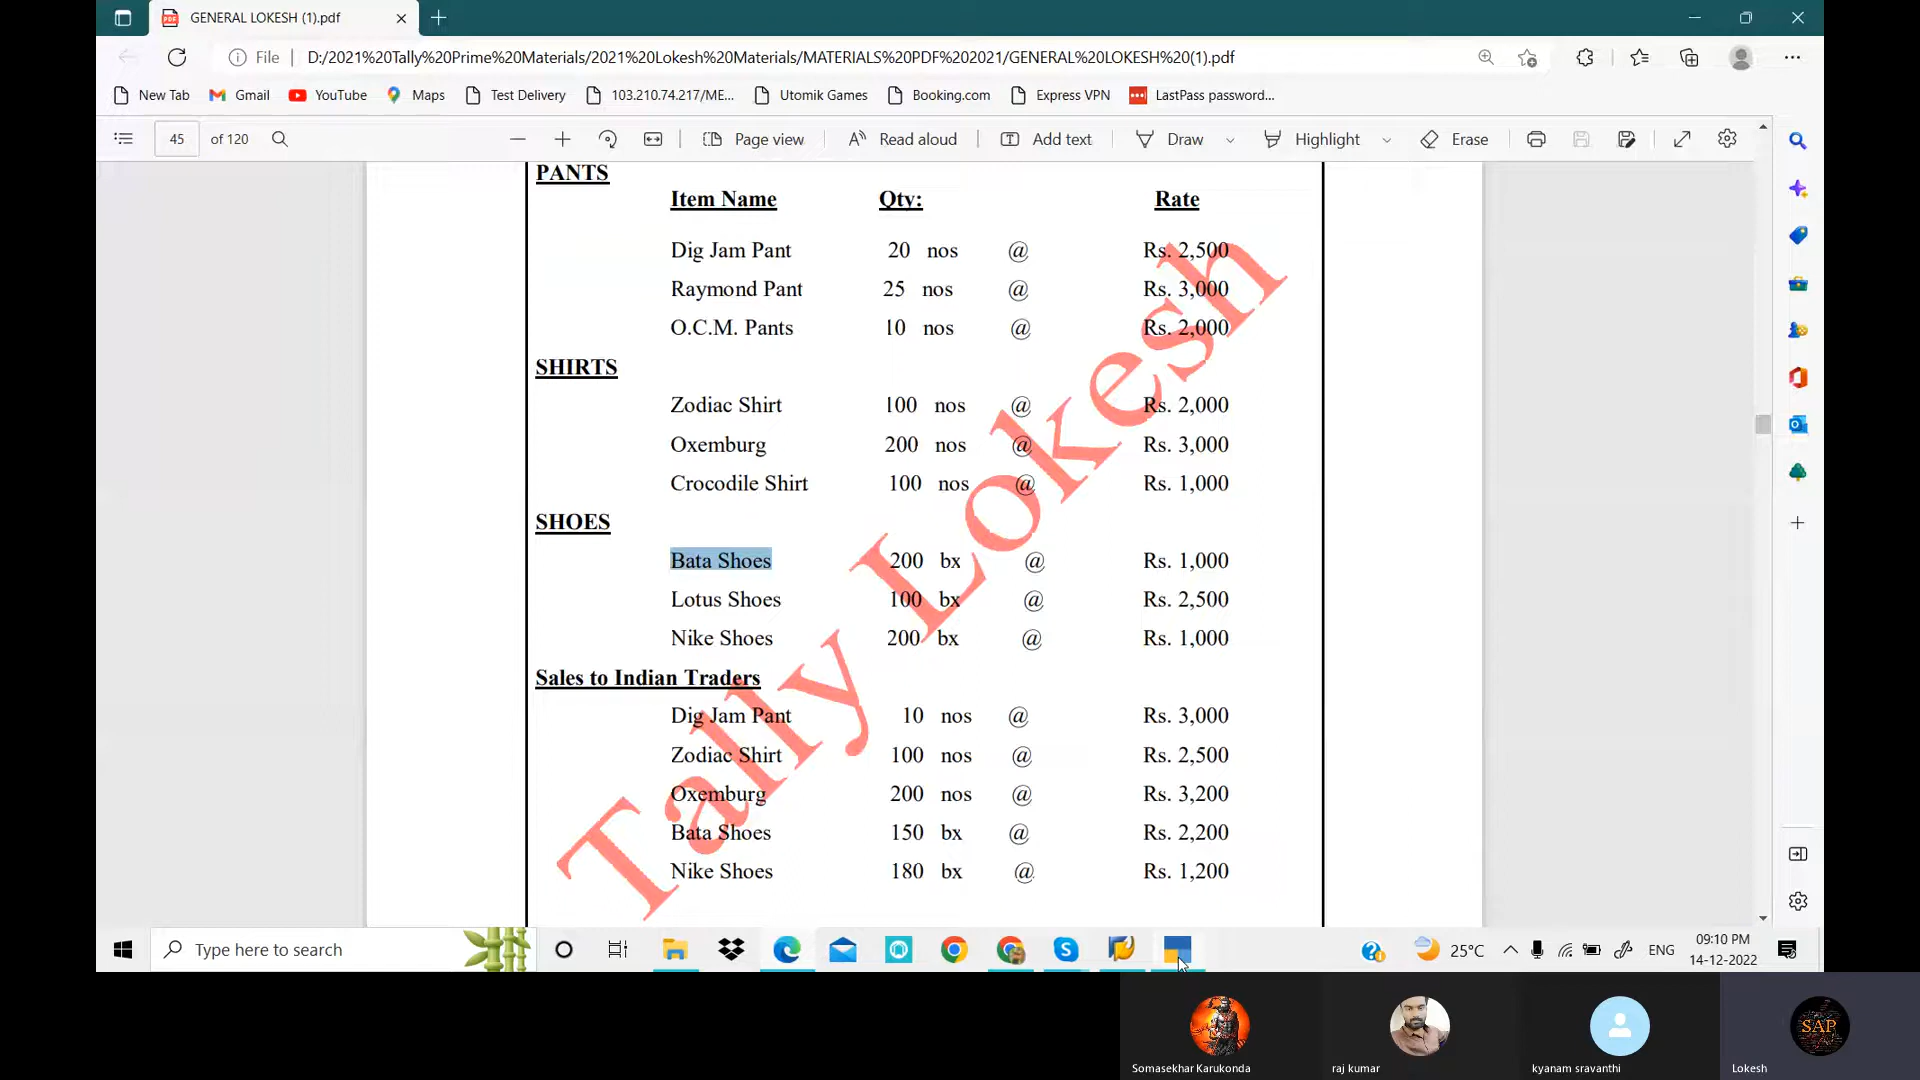 GENERAL LOKESH (1).pdf
File
D:/2021%20Tally%20Prime%20Materials/2021%20Lokesh%20Materials/MATERIALS%20PDF%202021/GENERAL%20LOKESH%20(1).pdf
New Tab Gmail YouTube Maps Test Delivery 103.210.74.217/ME... Utomik Games Booking.com Express VPN LastPass password...
45 of 120 Page view Read aloud Add text Draw Highlight Erase
PANTS
Item Name Qty: Rate
Dig Jam Pant 20 nos @ Rs. 2,500
Raymond Pant 25 nos @ Rs. 3,000
O.C.M. Pants 10 nos @ Rs. 2,000
SHIRTS
Zodiac Shirt 100 nos @ Rs. 2,000
Oxemburg 200 nos @ Rs. 3,000
Crocodile Shirt 100 nos @ Rs. 1,000
SHOES
Bata Shoes 200 bx @ Rs. 1,000
Lotus Shoes 100 bx @ Rs. 2,500
Nike Shoes 200 bx @ Rs. 1,000
Sales to Indian Traders
Dig Jam Pant 10 nos @ Rs. 3,000
Zodiac Shirt 100 nos @ Rs. 2,500
Oxemburg 200 nos @ Rs. 3,200
Bata Shoes 150 bx @ Rs. 2,200
Nike Shoes 180 bx @ Rs. 1,200
Tally Lokesh
Type here to search
25°C
ENG
09:10 PM
14-12-2022
SAP
Somasekhar Karukonda raj kumar kyanam sravanthi Lokesh